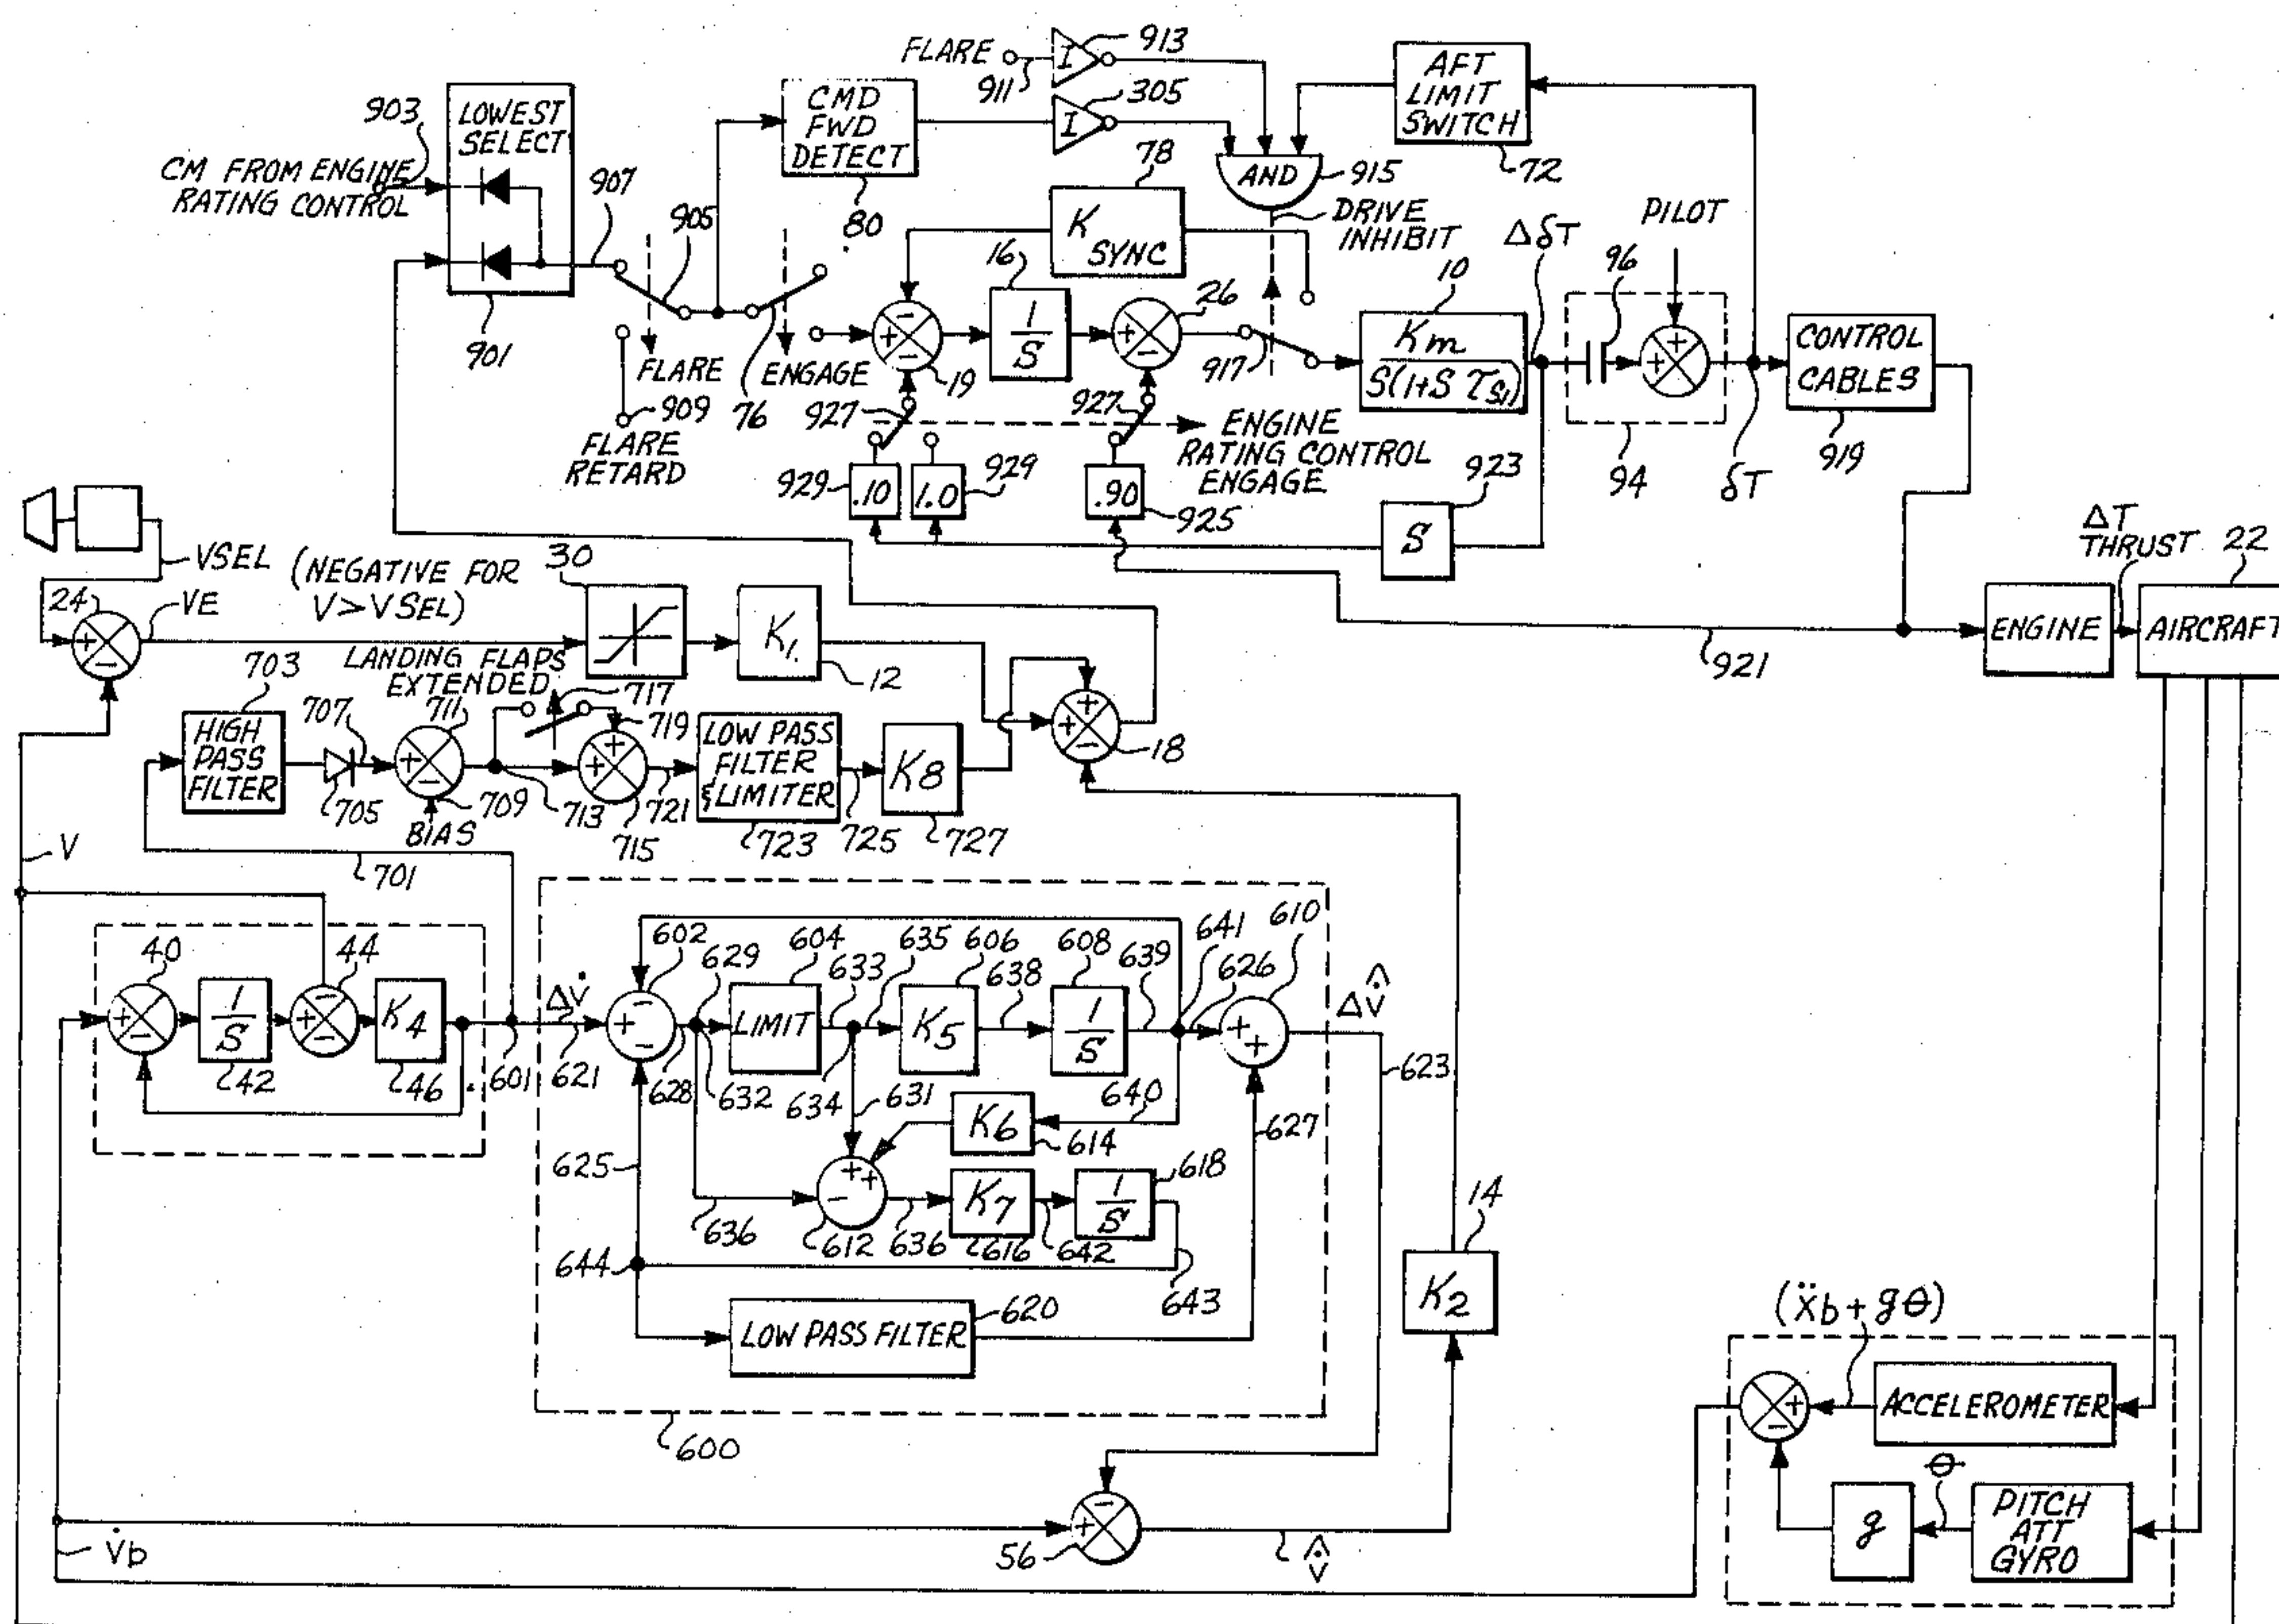 FLARE
911
I
913
I
305
AFT
LIMIT
SWITCH
72
903
CM FROM ENGINE
RATING CONTROL
LOWEST
SELECT
901
907
905
CMD
FWD
DETECT
80
78
K
SYNC
AND
915
DRIVE
INHIBIT
PILOT
ΔδT
FLARE
909
FLARE
RETARD
ENGAGE
76
19
16
1
S
26
917
10
Km
S(1+S τS1)
96
94
δT
CONTROL
CABLES
919
927
927
ENGINE
RATING CONTROL
ENGAGE
929
.10
1.0
929
.90
925
923
S
VSEL
(NEGATIVE FOR
V>VSEL)
24
VE
30
K1
12
921
ΔT
THRUST
22
ENGINE
AIRCRAFT
LANDING FLAPS
EXTENDED
703
HIGH
PASS
FILTER
707
705
711
709
BIAS
717
719
713
715
721
LOW PASS
FILTER
&LIMITER
723
725
K8
727
18
V
701
40
1
S
42
44
K4
46
601
Δv̇
621
602
629
604
LIMIT
633
635
606
K5
638
608
1
S
639
641
626
610
Δv̇̂
623
628
632
634
631
K6
614
640
627
625
636
612
636
K7
616
642
1
S
618
643
644
620
LOW PASS FILTER
600
14
K2
(ẍb+gθ)
ACCELEROMETER
θ
g
PITCH
ATT
GYRO
v̇b
56
v̇̂